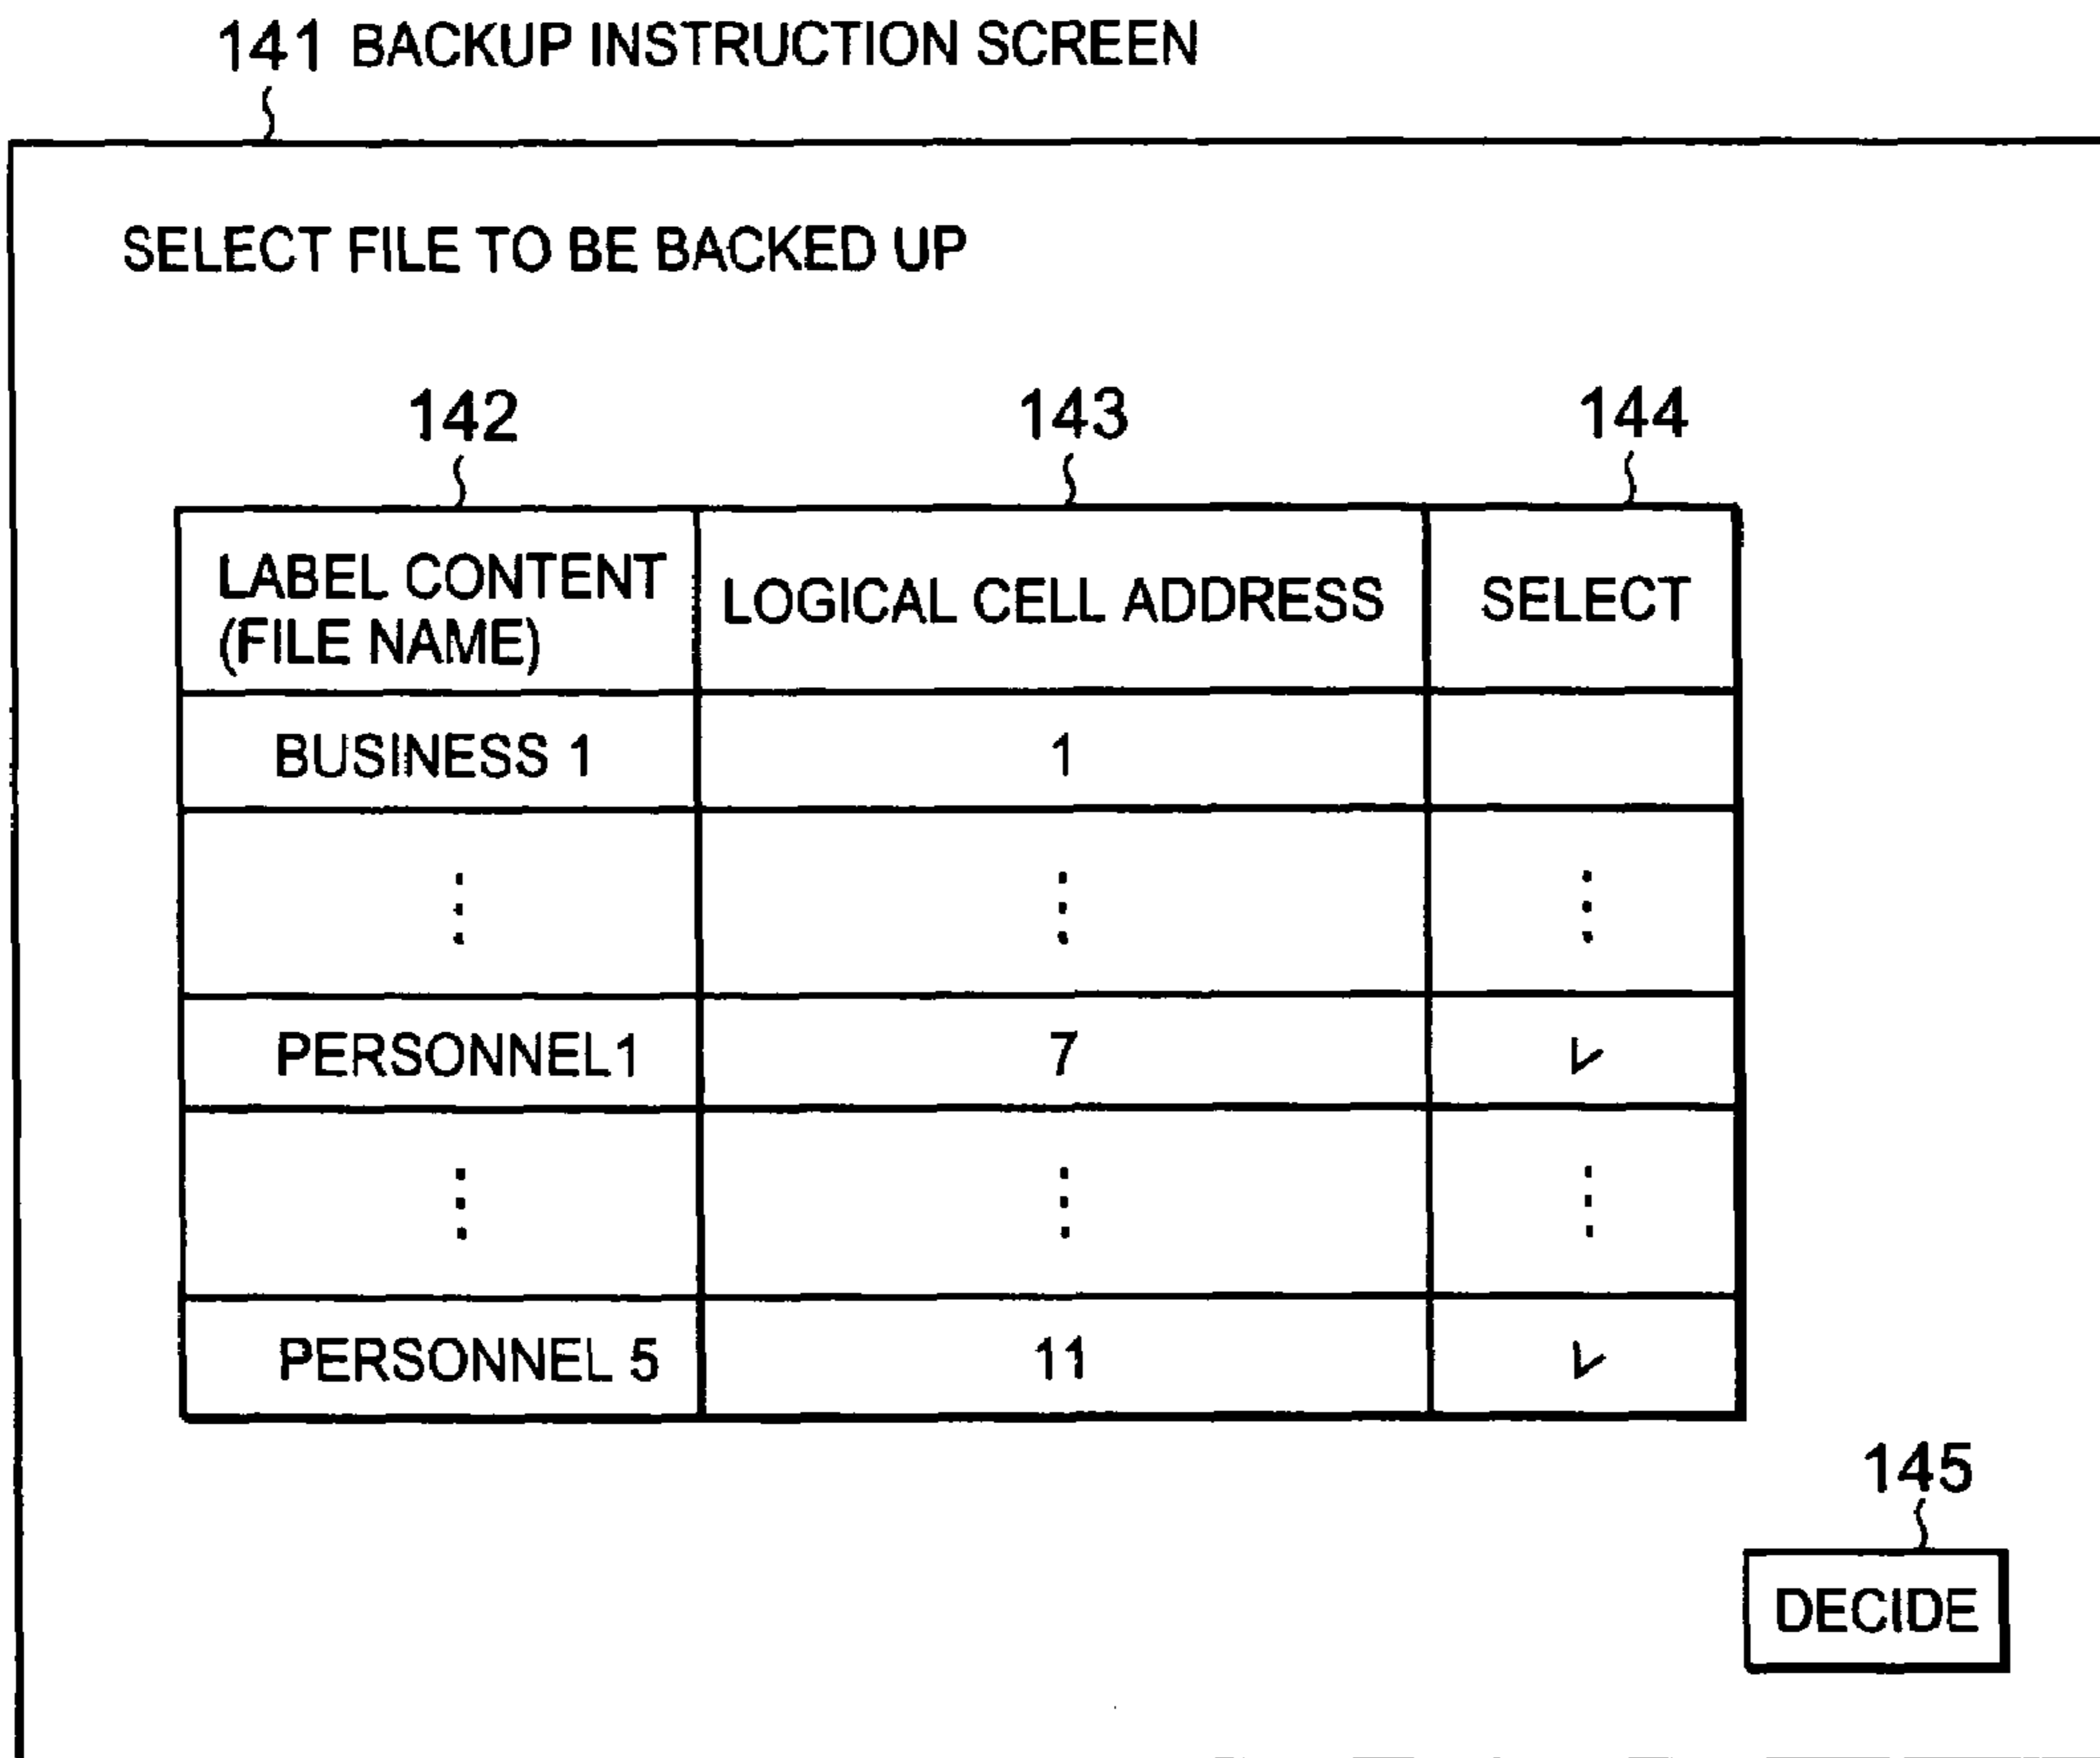 141 BACKUP INSTRUCTION SCREEN
SELECT FILE TO BE BACKED UP
142 143 144
LABEL CONTENT
(FILE NAME)
LOGICAL CELL ADDRESS
SELECT
BUSINESS 1 1
PERSONNEL1 7 ✓
PERSONNEL 5 11 ✓
145
DECIDE